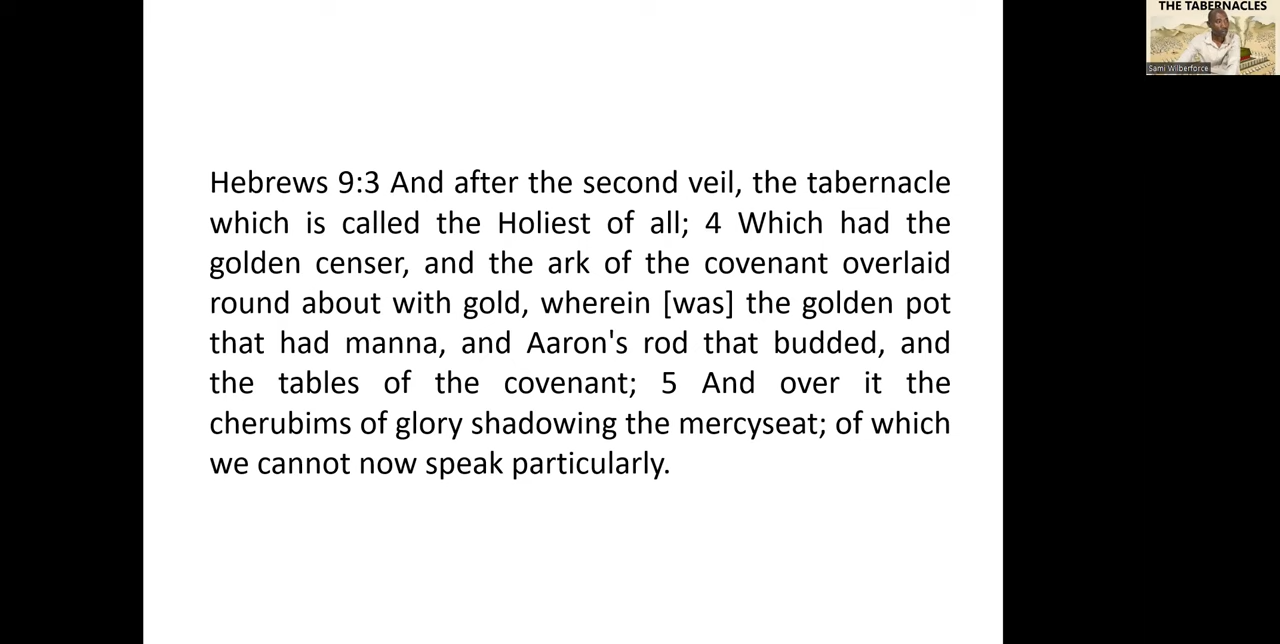 THE TABERNACLES
Sami Wilberforce
Hebrews 9:3 And after the second veil, the tabernacle
which is called the Holiest of all; 4 Which had the
golden censer, and the ark of the covenant overlaid
round about with gold, wherein [was] the golden pot
that had manna, and Aaron's rod that budded, and
the tables of the covenant; 5 And over it the
cherubims of glory shadowing the mercyseat; of which
we cannot now speak particularly.